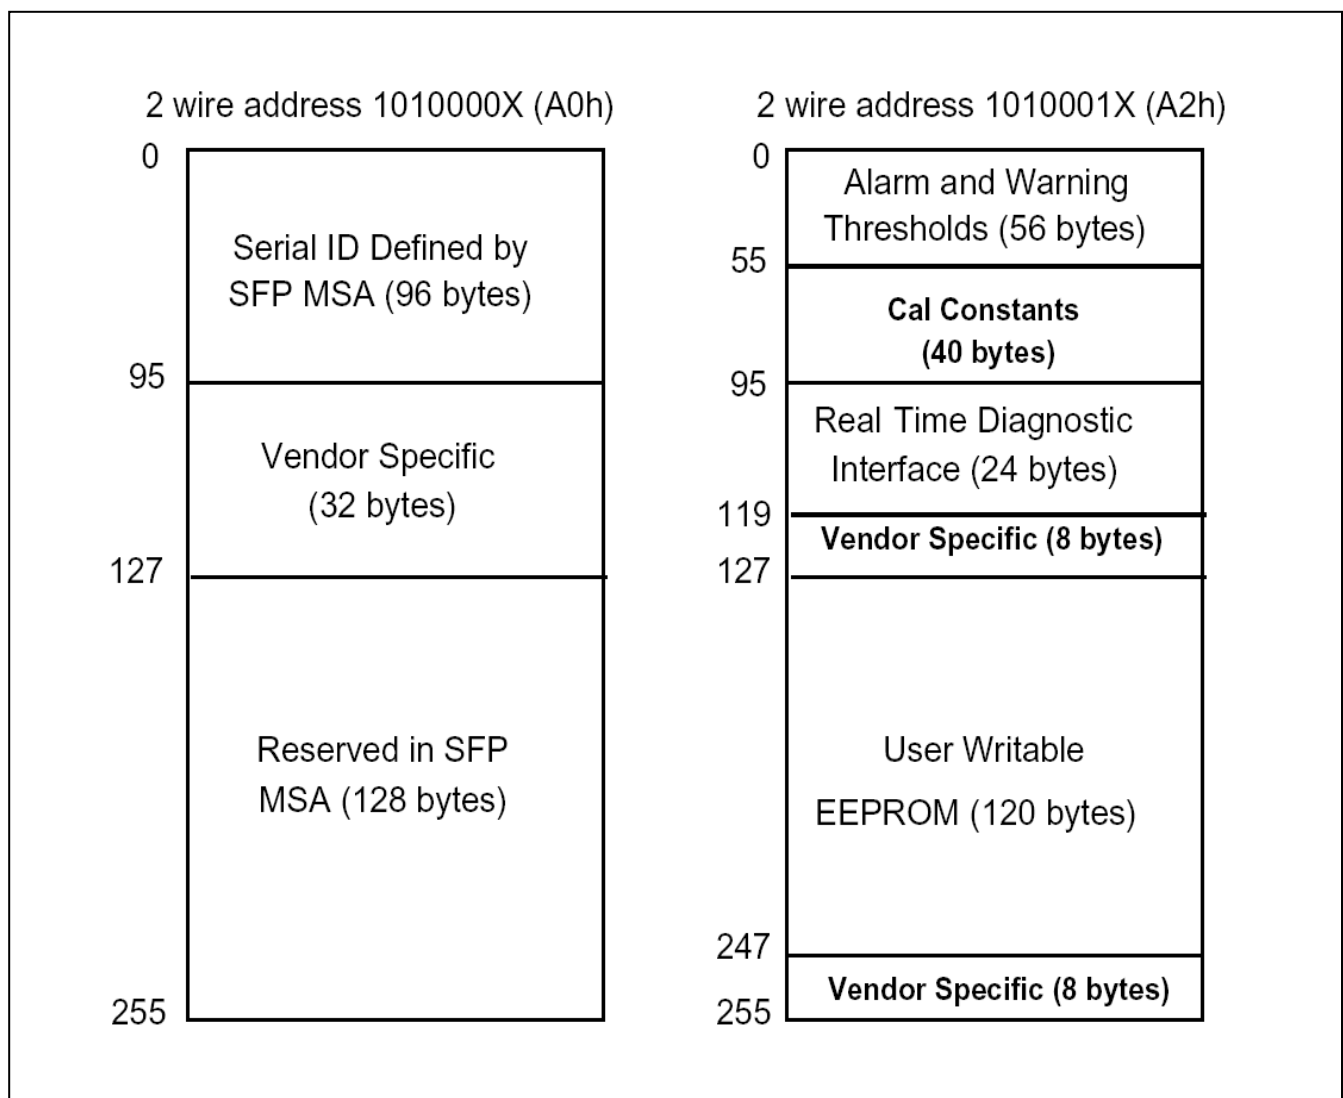 2 wire address 1010000X (A0h)
0
Serial ID Defined by
SFP MSA (96 bytes)
95
Vendor Specific
(32 bytes)
127
Reserved in SFP
MSA (128 bytes)
255
2 wire address 1010001X (A2h)
0
Alarm and Warning
Thresholds (56 bytes)
55
Cal Constants
(40 bytes)
95
Real Time Diagnostic
Interface (24 bytes)
119
Vendor Specific (8 bytes)
127
User Writable
EEPROM (120 bytes)
247
Vendor Specific (8 bytes)
255